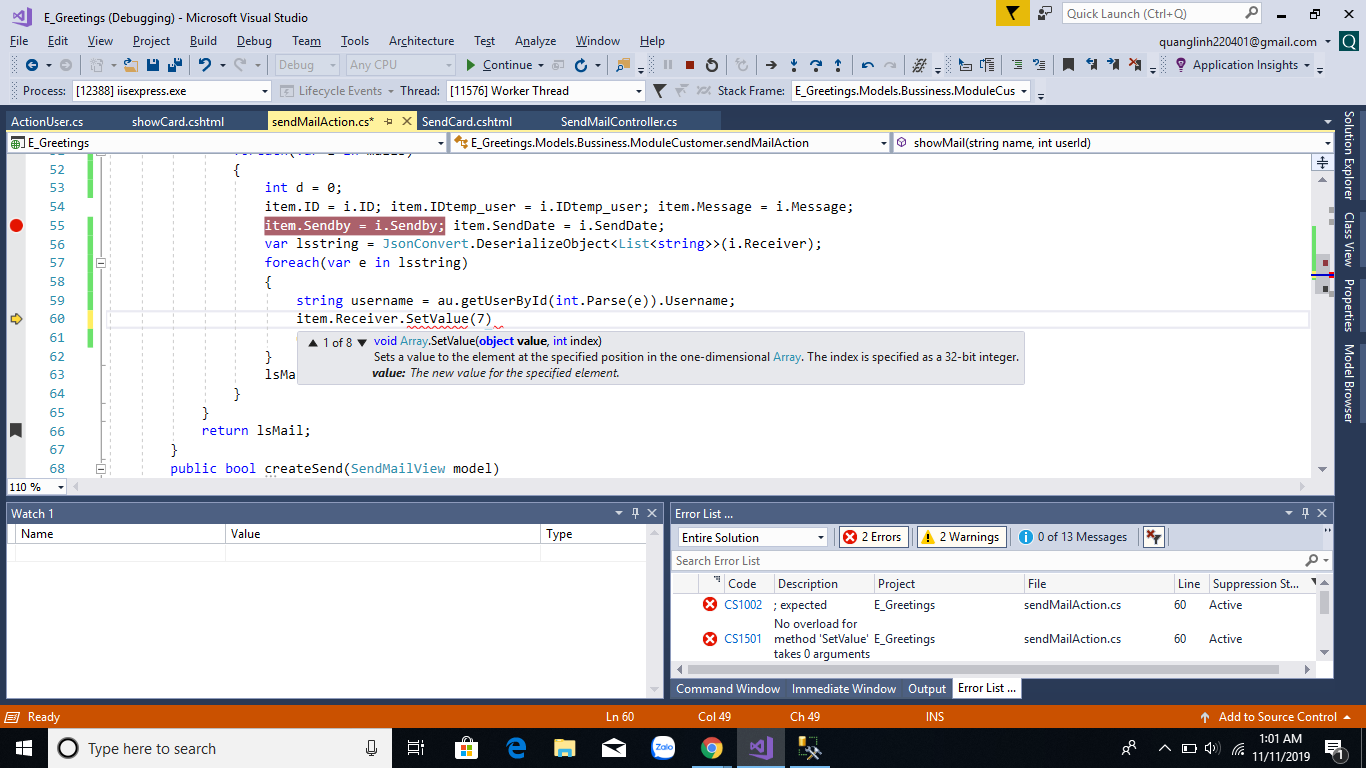 E_Greetings (Debugging) - Microsoft Visual Studio
Quick Launch (Ctrl+Q)
File Edit View Project Build Debug Team Tools Architecture Test Analyze Window Help
quanglinh220401@gmail.com
Q
Debug Any CPU Continue Application Insights
Process: [12388] iisexpress.exe Lifecycle Events Thread: [11576] Worker Thread Stack Frame: E_Greetings.Models.Bussiness.ModuleCus
ActionUser.cs showCard.cshtml sendMailAction.cs* SendCard.cshtml SendMailController.cs
E_Greetings E_Greetings.Models.Bussiness.ModuleCustomer.sendMailAction showMail(string name, int userId)
52 {
53 int d = 0;
54 item.ID = i.ID; item.IDtemp_user = i.IDtemp_user; item.Message = i.Message;
55 item.Sendby = i.Sendby; item.SendDate = i.SendDate;
56 var lsstring = JsonConvert.DeserializeObject<List<string>>(i.Receiver);
57 foreach(var e in lsstring)
58 {
59 string username = au.getUserById(int.Parse(e)).Username;
60 item.Receiver.SetValue(7)
61
1 of 8 void Array.SetValue(object value, int index)
Sets a value to the element at the specified position in the one-dimensional Array. The index is specified as a 32-bit integer.
value: The new value for the specified element.
62 }
63 lsMa
64 }
65 }
66 return lsMail;
67 }
68 public bool createSend(SendMailView model)
110 %
Solution Explorer
Class View
Properties
Model Browser
Watch 1
Name Value Type
Error List ...
Entire Solution 2 Errors 2 Warnings 0 of 13 Messages
Search Error List
Code Description Project File Line Suppression St...
CS1002 ; expected E_Greetings sendMailAction.cs 60 Active
CS1501 No overload for method 'SetValue' takes 0 arguments E_Greetings sendMailAction.cs 60 Active
Command Window Immediate Window Output Error List ...
Ready Ln 60 Col 49 Ch 49 INS Add to Source Control
Type here to search
Zalo
1:01 AM
11/11/2019
1